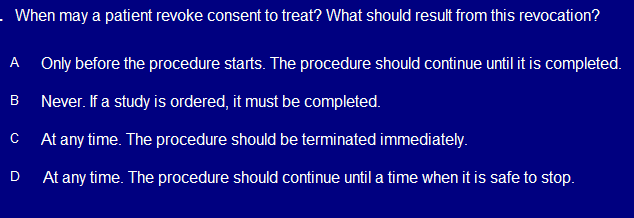 . When may a patient revoke consent to treat? What should result from this revocation?
A Only before the procedure starts. The procedure should continue until it is completed.
B Never. If a study is ordered, it must be completed.
C At any time. The procedure should be terminated immediately.
D At any time. The procedure should continue until a time when it is safe to stop.